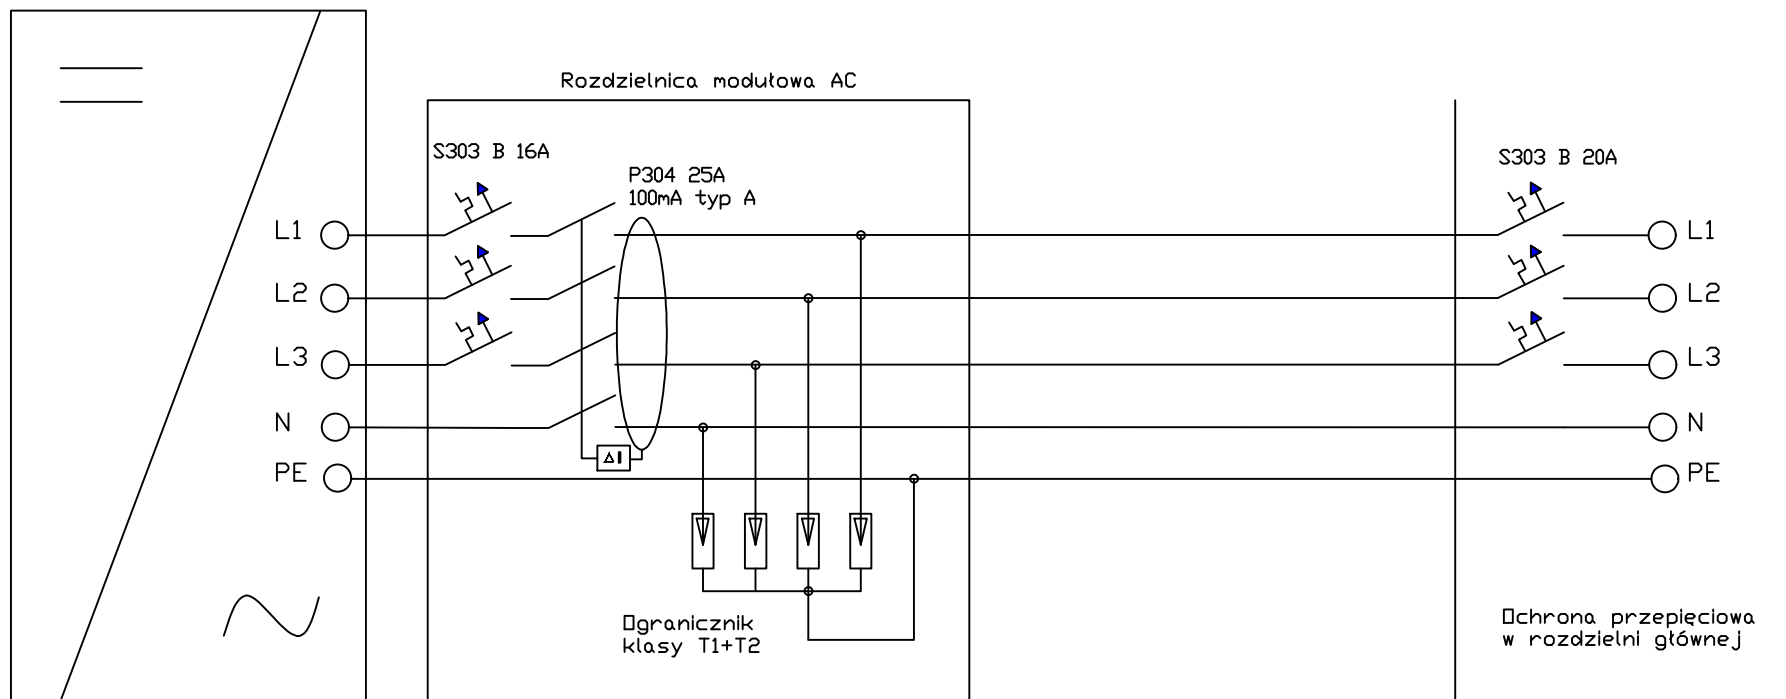 Rozdzielnica modułowa AC
S303 B 16A
P304 25A
100mA typ A
S303 B 20A
L1
L2
L3
N
PE
ΔI
L1
L2
L3
N
PE
Ogranicznik
klasy T1+T2
Ochrona przepięciowa
w rozdzielni głównej